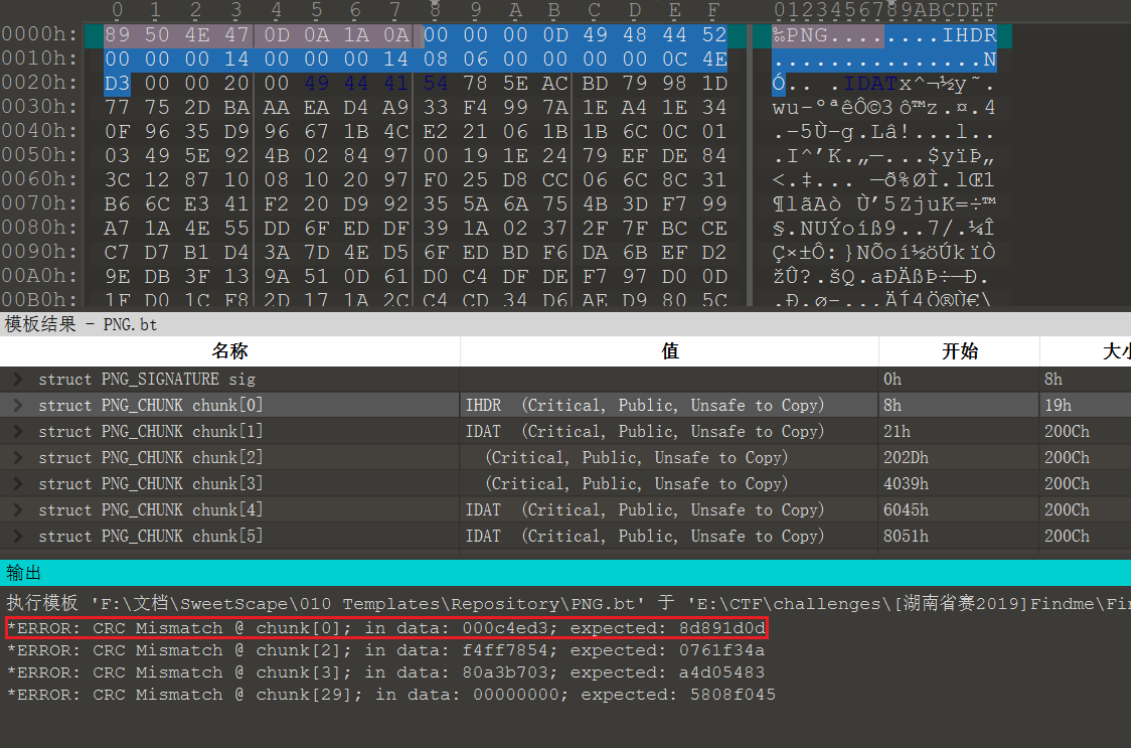 0 1 2 3 4 5 6 7 8 9 A B C D E F 0123456789ABCDEF
0000h: 89 50 4E 47 0D 0A 1A 0A 00 00 00 0D 49 48 44 52 ‰PNG........IHDR
0010h: 00 00 00 14 00 00 00 14 08 06 00 00 00 00 0C 4E ...............N
0020h: D3 00 00 20 00 49 44 41 54 78 5E AC BD 79 98 1D Ó.. .IDATx^¬½y˜.
0030h: 77 75 2D BA AA EA D4 A9 33 F4 99 7A 1E A4 1E 34 wu-ºªêÔ©3ô™z.¤.4
0040h: 0F 96 35 D9 96 67 1B 4C E2 21 06 1B 1B 6C 0C 01 .–5Ù–g.Lâ!...l..
0050h: 03 49 5E 92 4B 02 84 97 00 19 1E 24 79 EF DE 84 .I^’K.„—...$yïÞ„
0060h: 3C 12 87 10 08 10 20 97 F0 25 D8 CC 06 6C 8C 31 <.‡... —ð%ØÌ.lŒ1
0070h: B6 6C E3 41 F2 20 D9 92 35 5A 6A 75 4B 3D F7 99 ¶lãAò Ù’5ZjuK=÷™
0080h: A7 1A 4E 55 DD 6F ED DF 39 1A 02 37 2F 7F BC CE §.NUÝoíß9..7/.¼Î
0090h: C7 D7 B1 D4 3A 7D 4E D5 6F ED BD F6 DA 6B EF D2 Ç×±Ô:}NÕoí½öÚkïÒ
00A0h: 9E DB 3F 13 9A 51 0D 61 D0 C4 DF DE F7 97 D0 0D žÛ?.šQ.aÐÄßÞ÷—Ð.
00B0h: 1F D0 1C F8 2D 17 1A 2C C4 CD 34 D6 AE D9 80 5C .Ð.ø-..,ÄÍ4Ö®Ù€\
模板结果 - PNG.bt
名称 值 开始 大小
struct PNG_SIGNATURE sig 0h 8h
struct PNG_CHUNK chunk[0] IHDR (Critical, Public, Unsafe to Copy) 8h 19h
struct PNG_CHUNK chunk[1] IDAT (Critical, Public, Unsafe to Copy) 21h 200Ch
struct PNG_CHUNK chunk[2] (Critical, Public, Unsafe to Copy) 202Dh 200Ch
struct PNG_CHUNK chunk[3] (Critical, Public, Unsafe to Copy) 4039h 200Ch
struct PNG_CHUNK chunk[4] IDAT (Critical, Public, Unsafe to Copy) 6045h 200Ch
struct PNG_CHUNK chunk[5] IDAT (Critical, Public, Unsafe to Copy) 8051h 200Ch
输出
执行模板 'F:\文档\SweetScape\010 Templates\Repository\PNG.bt' 于 'E:\CTF\challenges\[湖南省赛2019]Findme\Fi
*ERROR: CRC Mismatch @ chunk[0]; in data: 000c4ed3; expected: 8d891d0d
*ERROR: CRC Mismatch @ chunk[2]; in data: f4ff7854; expected: 0761f34a
*ERROR: CRC Mismatch @ chunk[3]; in data: 80a3b703; expected: a4d05483
*ERROR: CRC Mismatch @ chunk[29]; in data: 00000000; expected: 5808f045